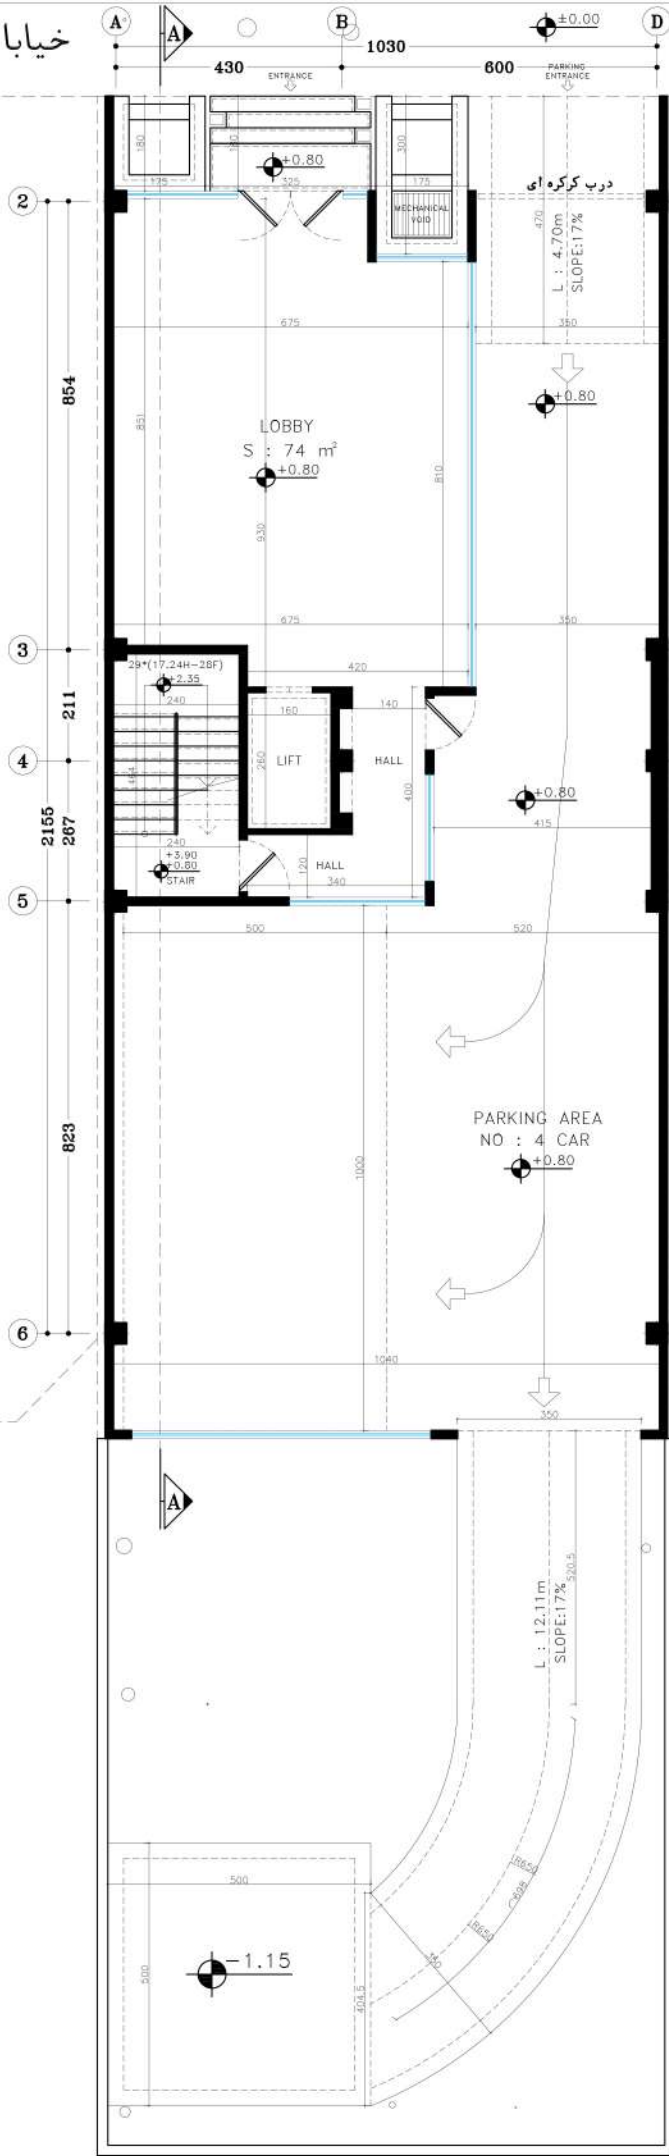 خیابا
A
B
D
A
±0.00
1030
430
600
ENTRANCE
PARKING
ENTRANCE
180
180
300
+0.80
175
325
175
درب کرکره ای
2
MECHANICAL
VOID
470
L : 4.70m
SLOPE:17%
675
350
854
+0.80
851
LOBBY
S : 74 m²
+0.80
810
930
675
350
3
29*(17.24H-28F)
420
+2.35
211
240
160
140
4
464
260
LIFT
HALL
400
+0.80
2155
267
415
240
+3.90
+0.80
STAIR
120
HALL
340
5
500
520
823
PARKING AREA
NO : 4 CAR
+0.80
1000
6
1040
350
A
520.5
L : 12.11m
SLOPE:17%
R650
698
R650
500
350
-1.15
500
404.5